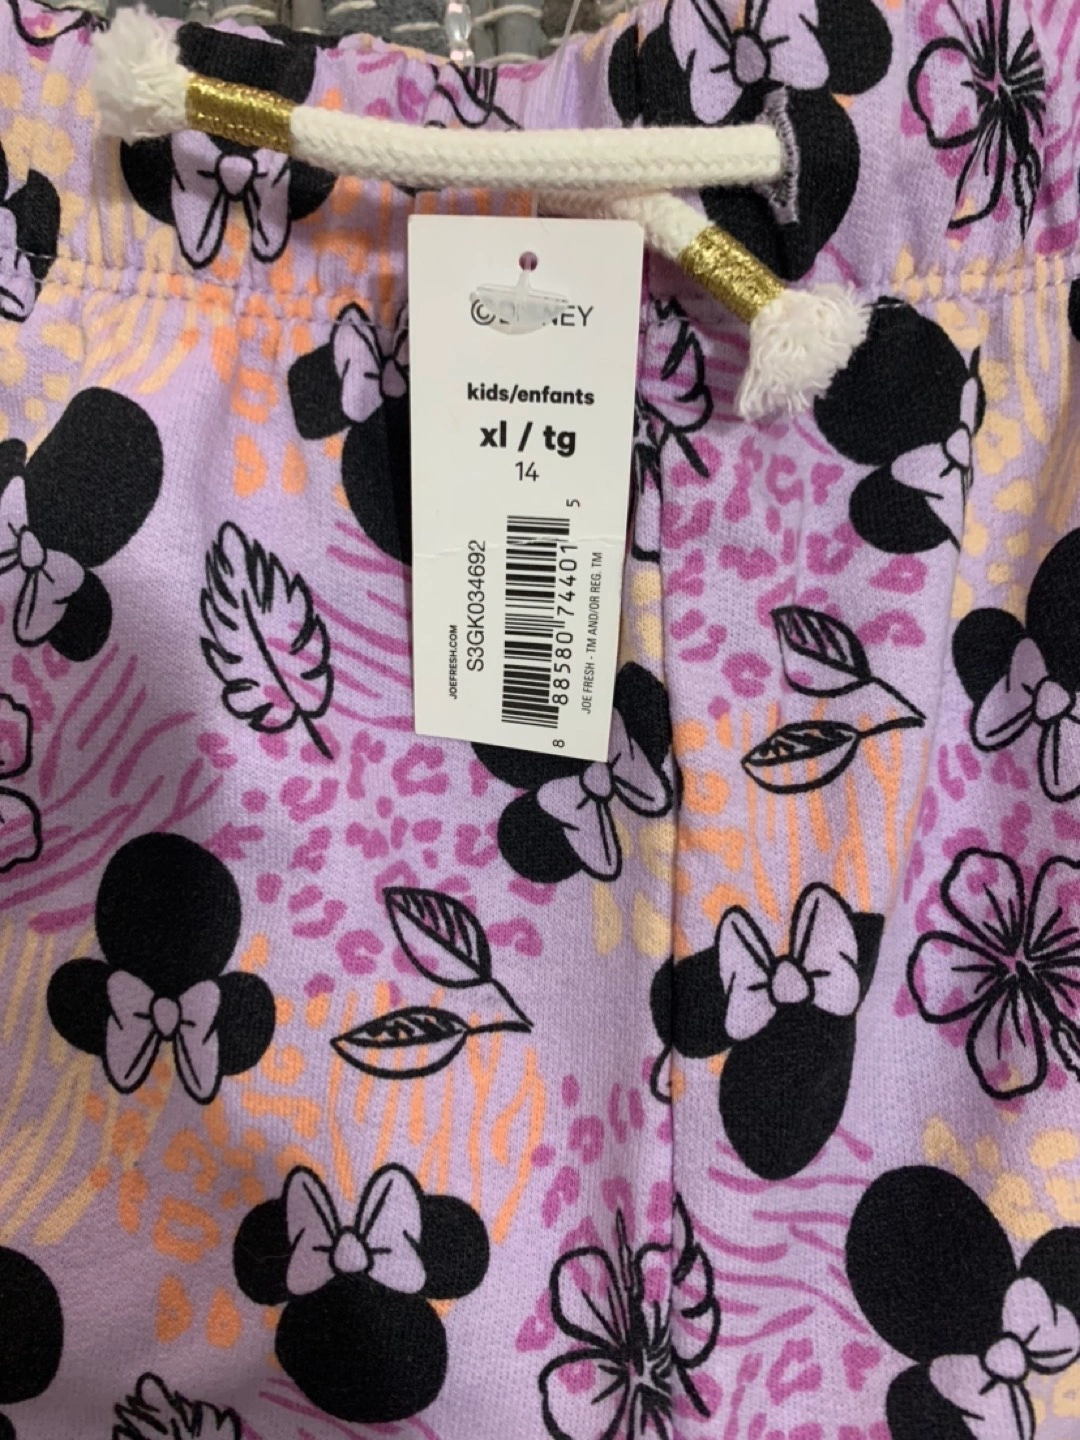 ©DISNEY
kids/enfants
xl / tg
14
JOEFRESH.COM
S3GK034692
8 88580 74401 5
JOE FRESH - TM AND/OR REG. TM